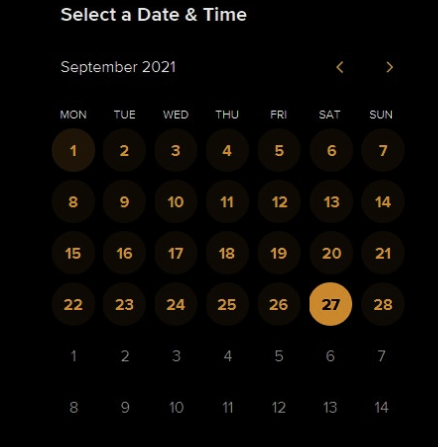 Select a Date & Time
September 2021 < >
MON TUE WED THU FRI SAT SUN
1 2 3 4 5 6 7
8 9 10 11 12 13 14
15 16 17 18 19 20 21
22 23 24 25 26 27 28
1 2 3 4 5 6 7
8 9 10 11 12 13 14